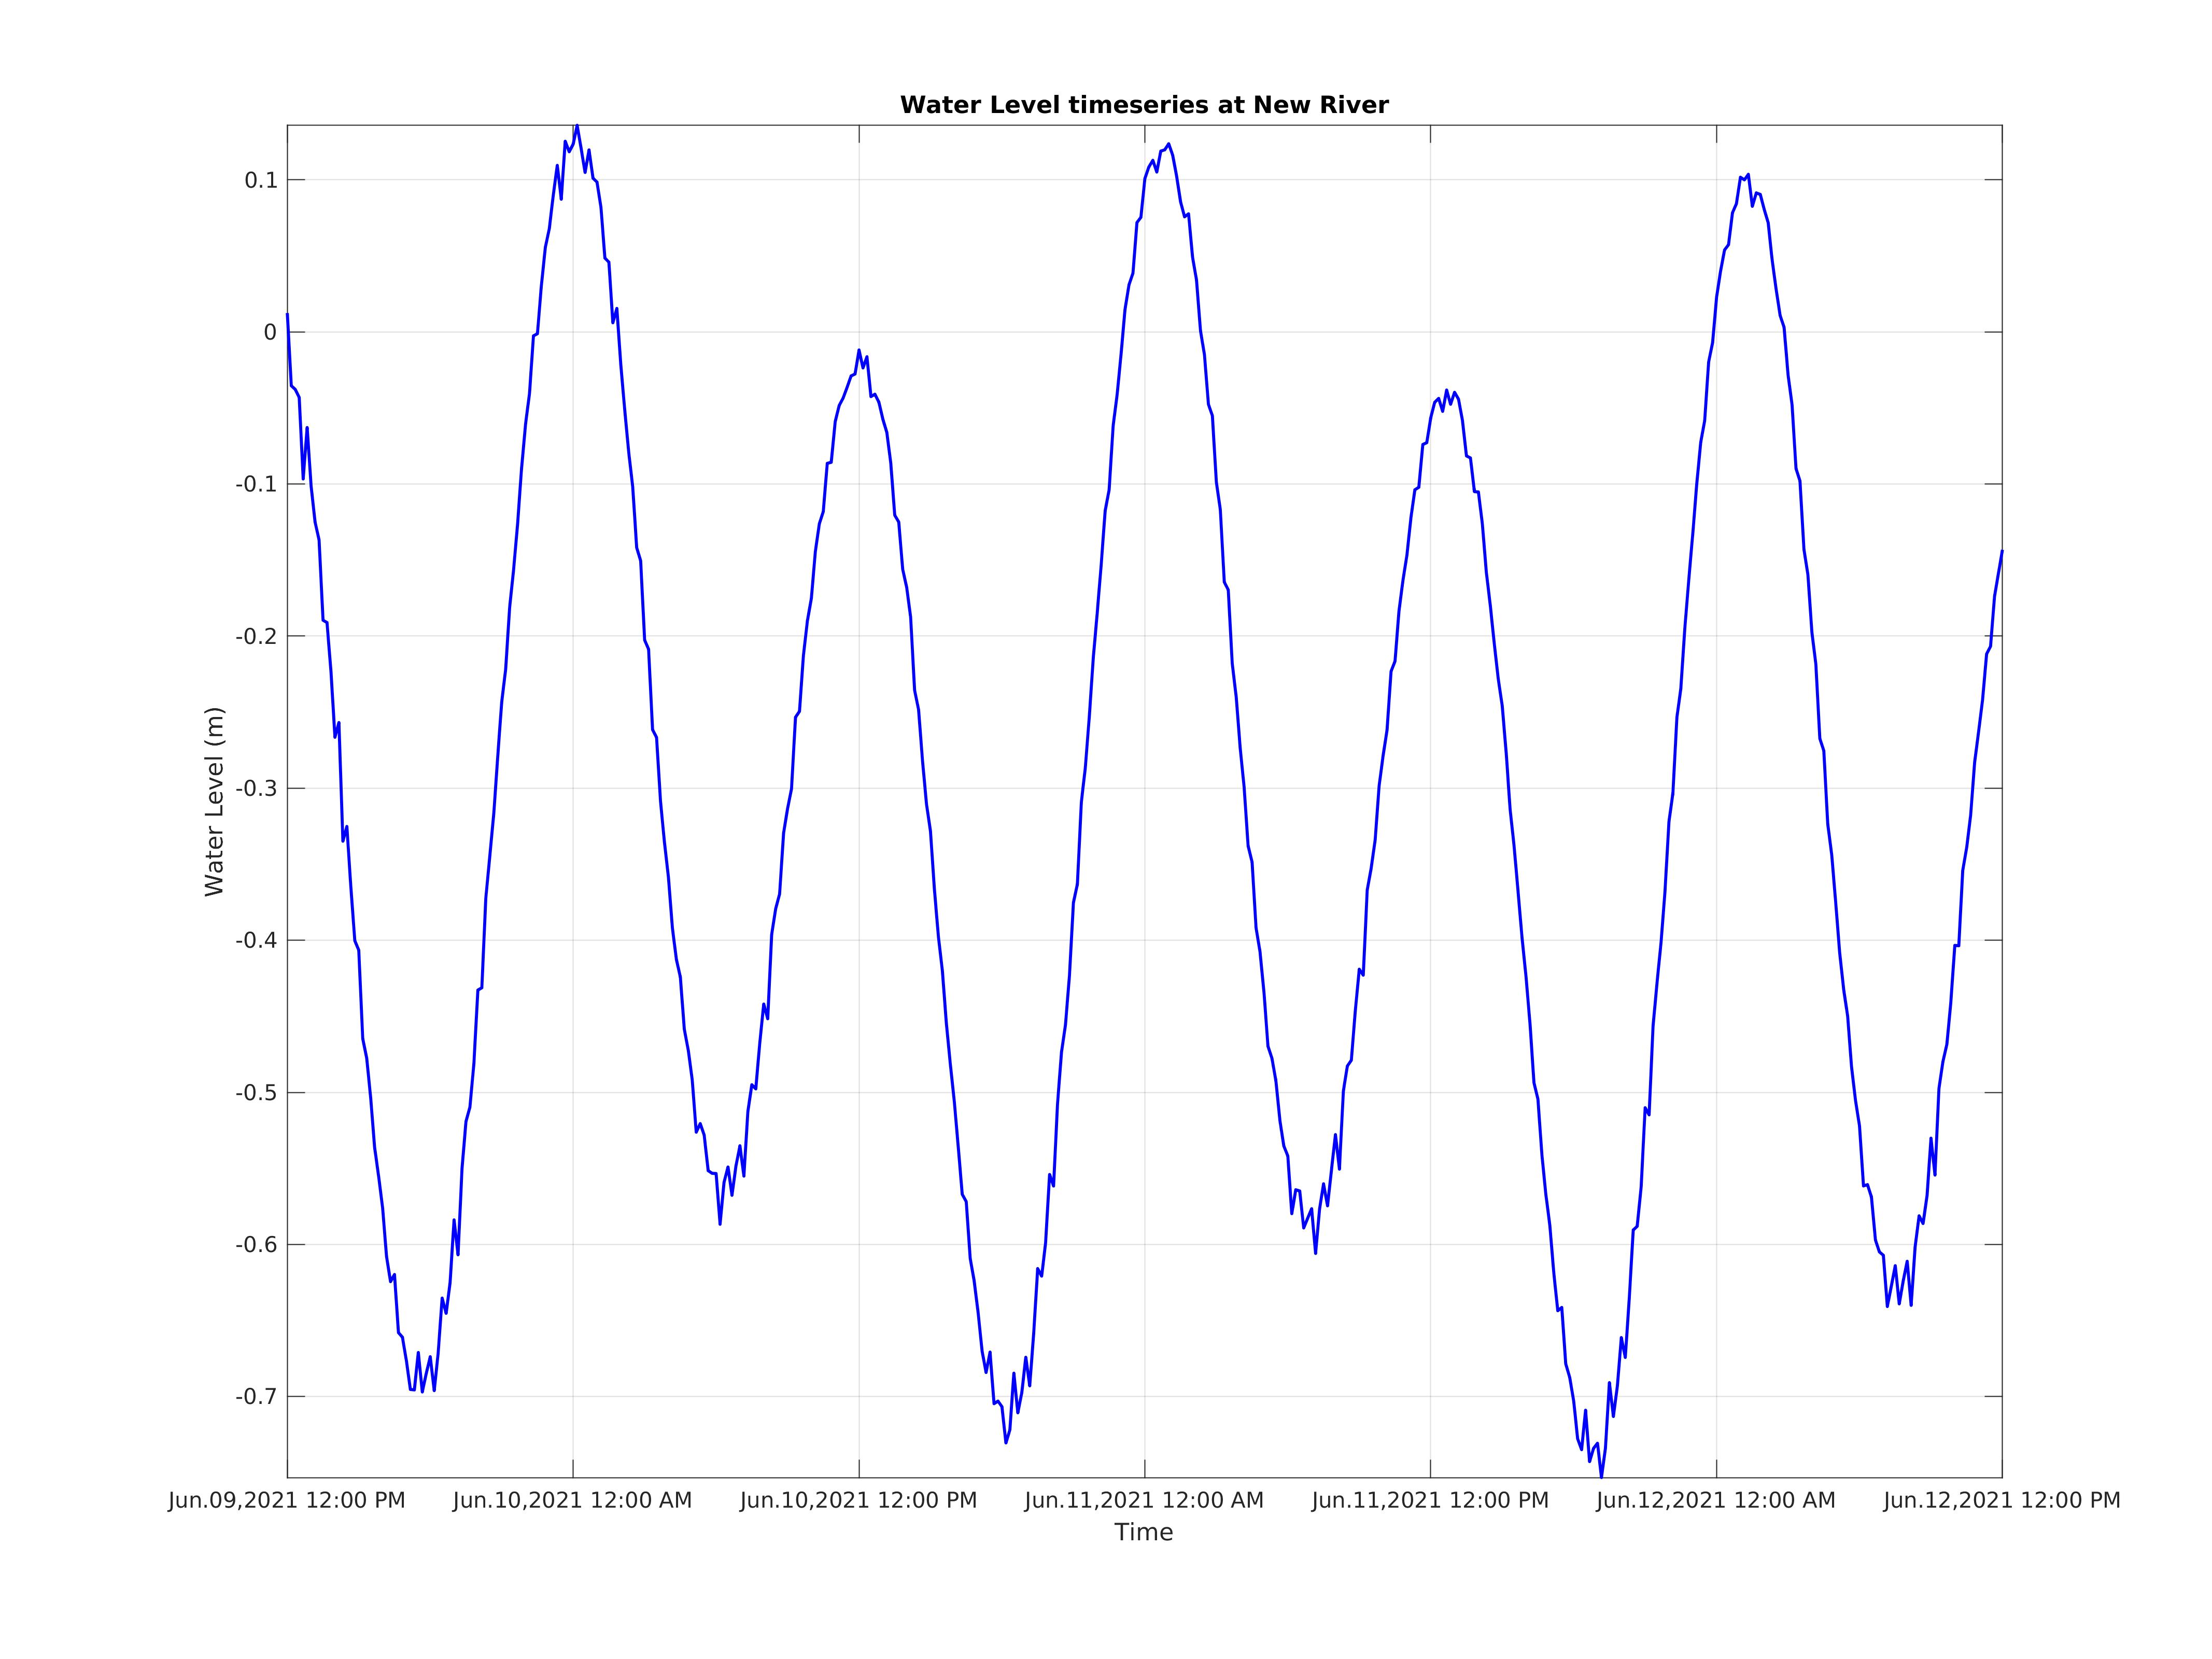 Water Level timeseries at New River
0.1
0
-0.1
-0.2
-0.3
-0.4
-0.5
-0.6
-0.7
Water Level (m)
Jun.09,2021 12:00 PM Jun.10,2021 12:00 AM Jun.10,2021 12:00 PM Jun.11,2021 12:00 AM Jun.11,2021 12:00 PM Jun.12,2021 12:00 AM Jun.12,2021 12:00 PM
Time